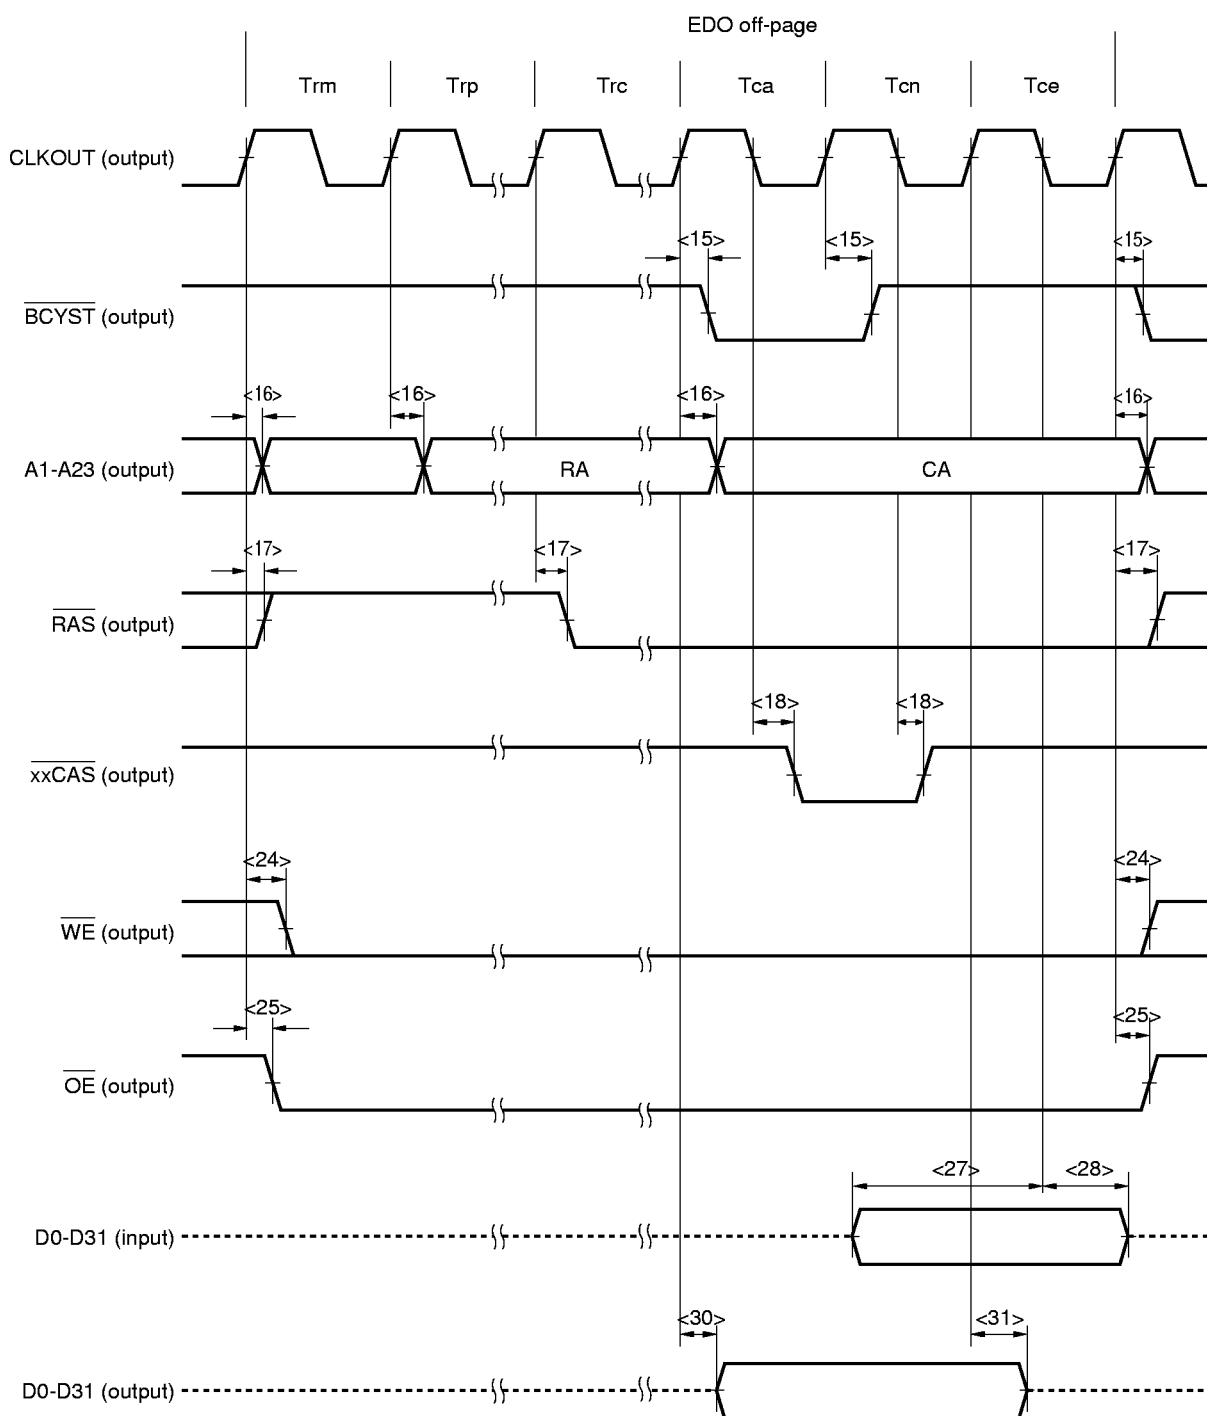 EDO off-page
Trm Trp Trc Tca Tcn Tce
CLKOUT (output)
<15> <15> <15>
BCYST (output)
<16> <16> <16> <16>
A1-A23 (output) RA CA
<17> <17> <17>
RAS (output)
<18> <18>
xxCAS (output)
<24> <24>
WE (output)
<25> <25>
OE (output)
<27> <28>
D0-D31 (input)
<30> <31>
D0-D31 (output)